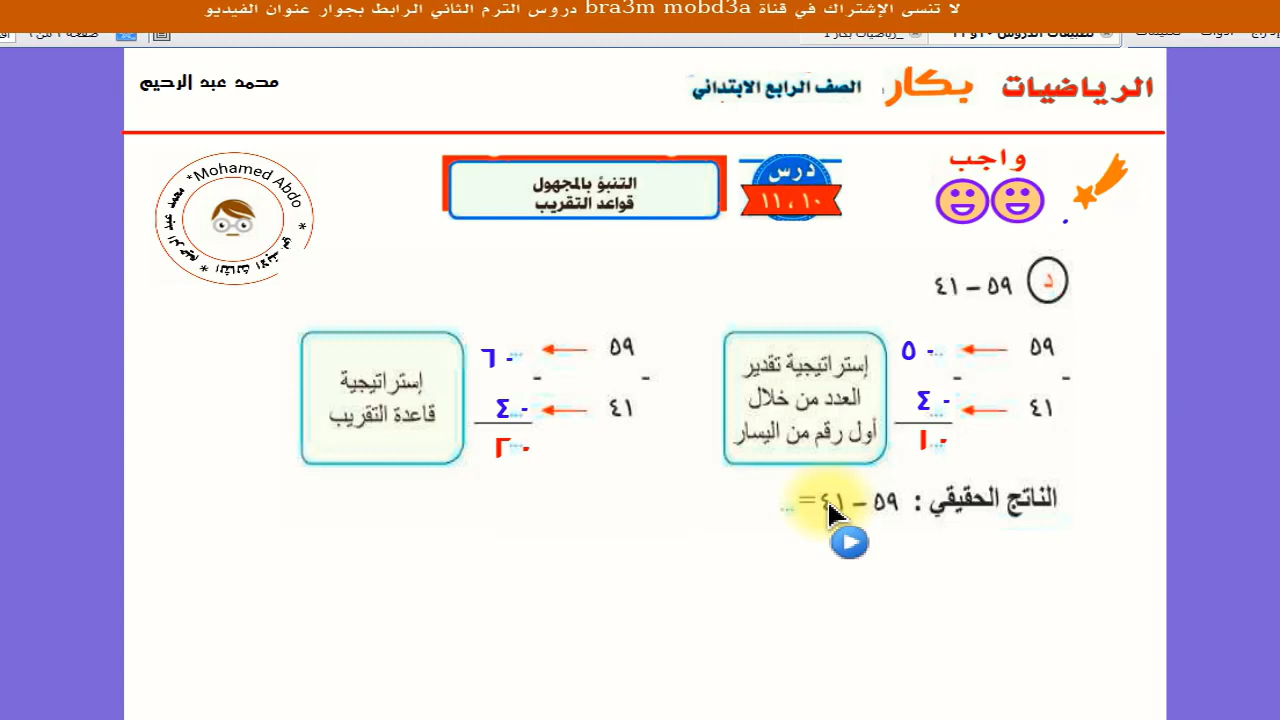 لا تنسى الإشتراك في قناة bra3m mobd3a دروس الترم الثاني الرابط بجوار عنوان الفيديو
الرياضيات بكار الصف الرابع الابتدائي محمد عبد الرحيم
واجب
درس
١٠ ، ١١
التنبؤ بالمجهول
قواعد التقريب
*Mohamed Abdo*
محمد عبد الرحيم
د ٥٩ – ٤١
٥٩ ← ٥٠
- -
٤١ ← ٤٠
١٠
إستراتيجية تقدير
العدد من خلال
أول رقم من اليسار
٥٩ ← ٦٠
- -
٤١ ← ٤٠
٢٠
إستراتيجية
قاعدة التقريب
الناتج الحقيقي : ٥٩ – ٤١ = ...